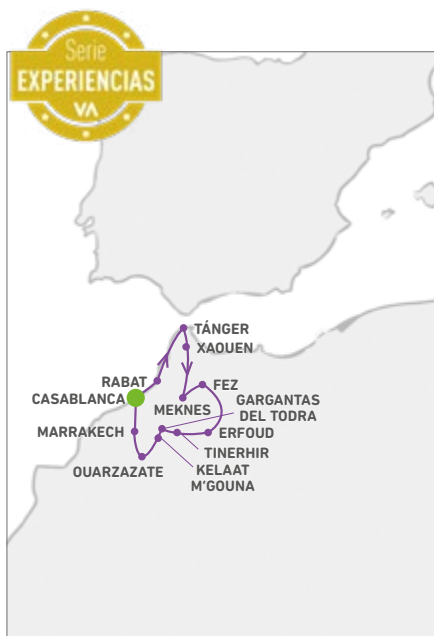 Serie
EXPERIENCIAS
VA
TÁNGER
XAOUEN
RABAT
FEZ
CASABLANCA
MEKNES
GARGANTAS
DEL TODRA
MARRAKECH
ERFOUD
TINERHIR
OUARZAZATE
KELAAT
M'GOUNA